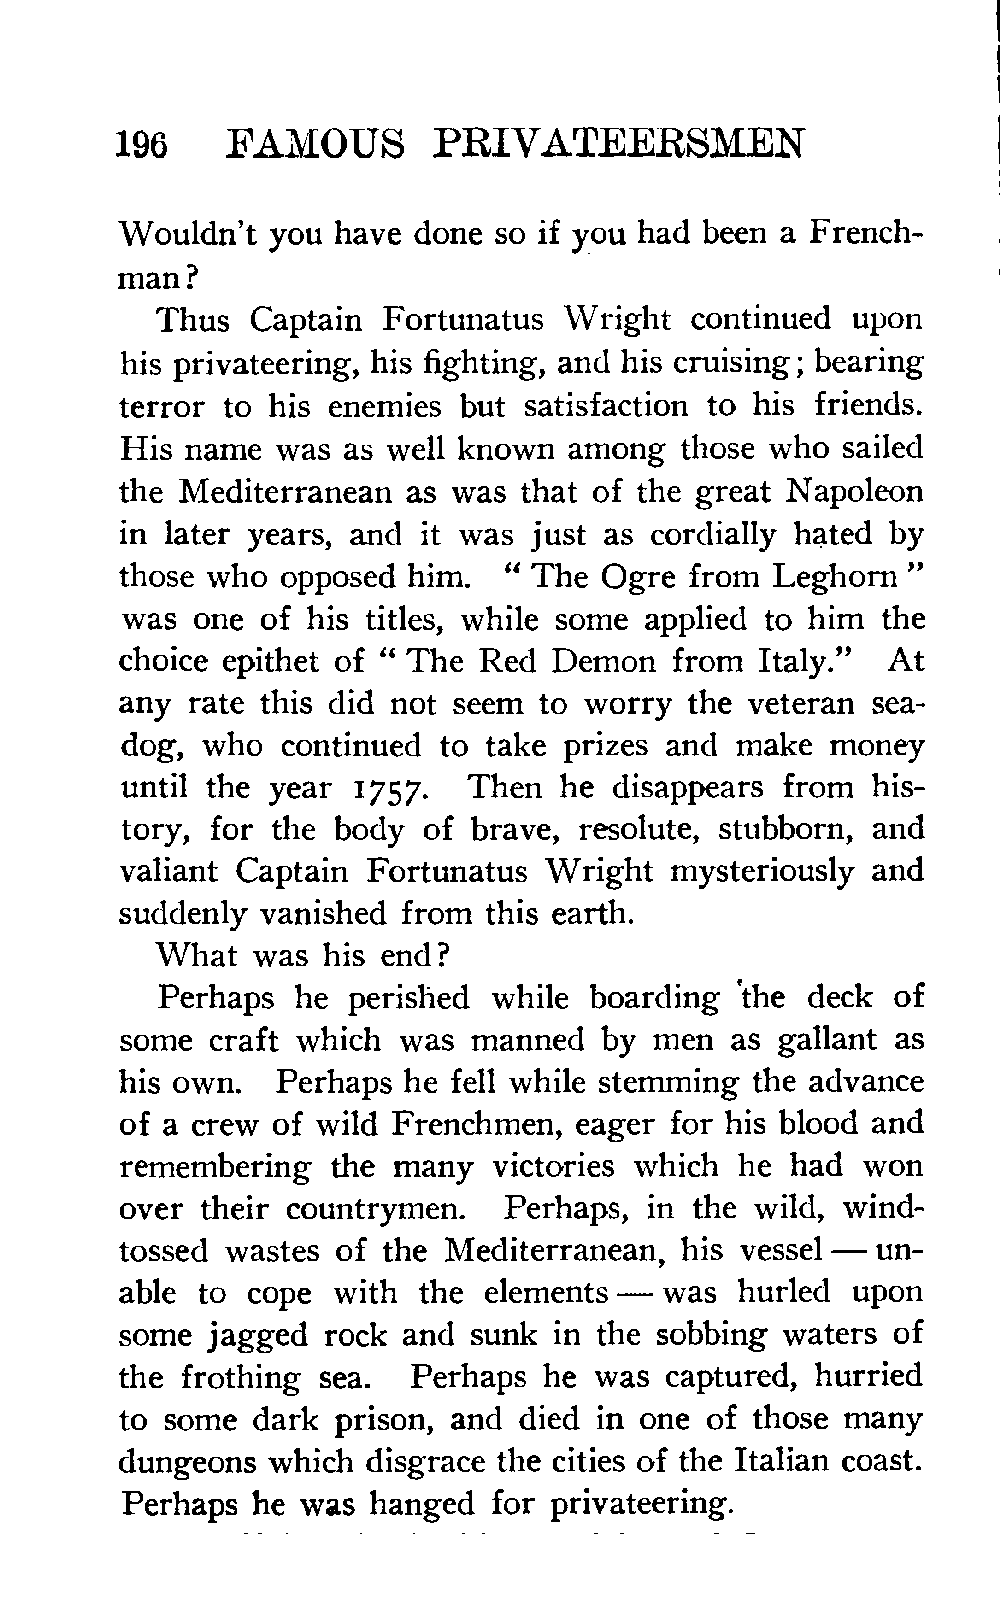 196 FAMOUS PRIVATEERSMEN
Wouldn't you have done so if you had been a French-
man?
Thus Captain Fortunatus Wright continued upon
his privateering, his fighting, and his cruising; bearing
terror to his enemies but satisfaction to his friends.
His name was as well known among those who sailed
the Mediterranean as was that of the great Napoleon
in later years, and it was just as cordially hated by
those who opposed him. " The Ogre from Leghorn "
was one of his titles, while some applied to him the
choice epithet of " The Red Demon from Italy." At
any rate this did not seem to worry the veteran sea-
dog, who continued to take prizes and make money
until the year 1757. Then he disappears from his-
tory, for the body of brave, resolute, stubborn, and
valiant Captain Fortunatus Wright mysteriously and
suddenly vanished from this earth.
What was his end?
Perhaps he perished while boarding the deck of
some craft which was manned by men as gallant as
his own. Perhaps he fell while stemming the advance
of a crew of wild Frenchmen, eager for his blood and
remembering the many victories which he had won
over their countrymen. Perhaps, in the wild, wind-
tossed wastes of the Mediterranean, his vessel — un-
able to cope with the elements — was hurled upon
some jagged rock and sunk in the sobbing waters of
the frothing sea. Perhaps he was captured, hurried
to some dark prison, and died in one of those many
dungeons which disgrace the cities of the Italian coast.
Perhaps he was hanged for privateering.